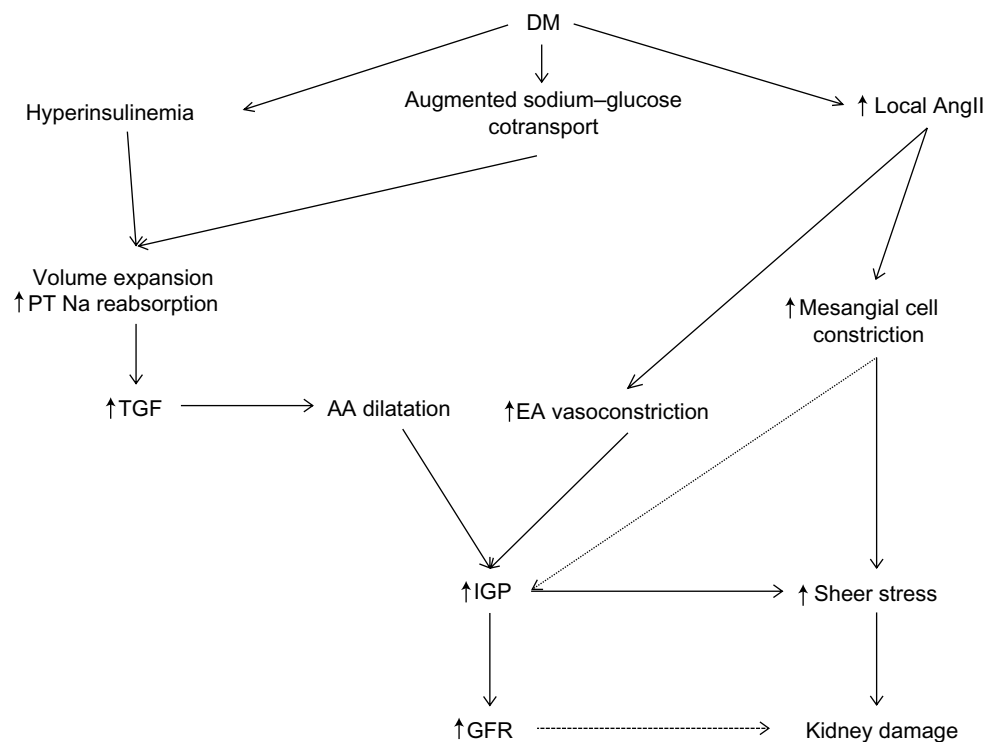 DM
Hyperinsulinemia
Augmented sodium–glucose
cotransport
↑ Local AngII
Volume expansion
↑PT Na reabsorption
↑Mesangial cell
constriction
↑TGF
AA dilatation
↑EA vasoconstriction
↑IGP
↑ Sheer stress
↑GFR
Kidney damage